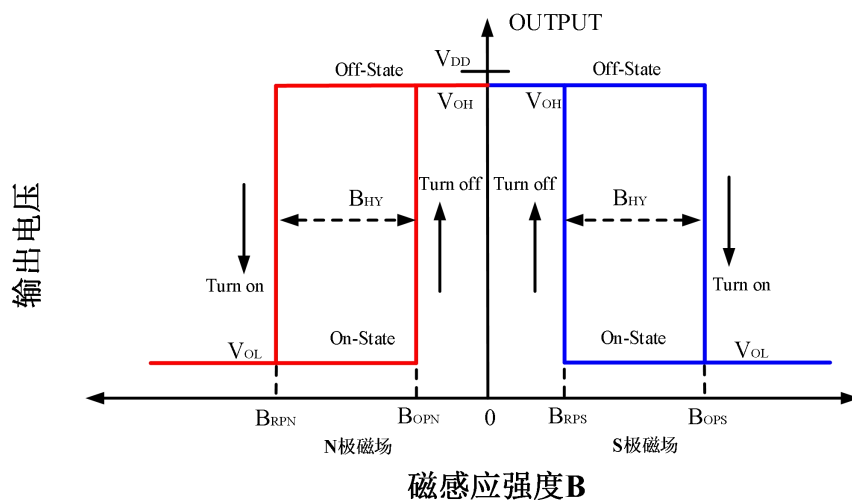 OUTPUT
VDD
Off-State
Off-State
VOH
VOH
Turn off
Turn off
BHY
BHY
Turn on
Turn on
On-State
On-State
VOL
VOL
BRPN
BOPN
0
BRPS
BOPS
N极磁场
S极磁场
输出电压
磁感应强度B